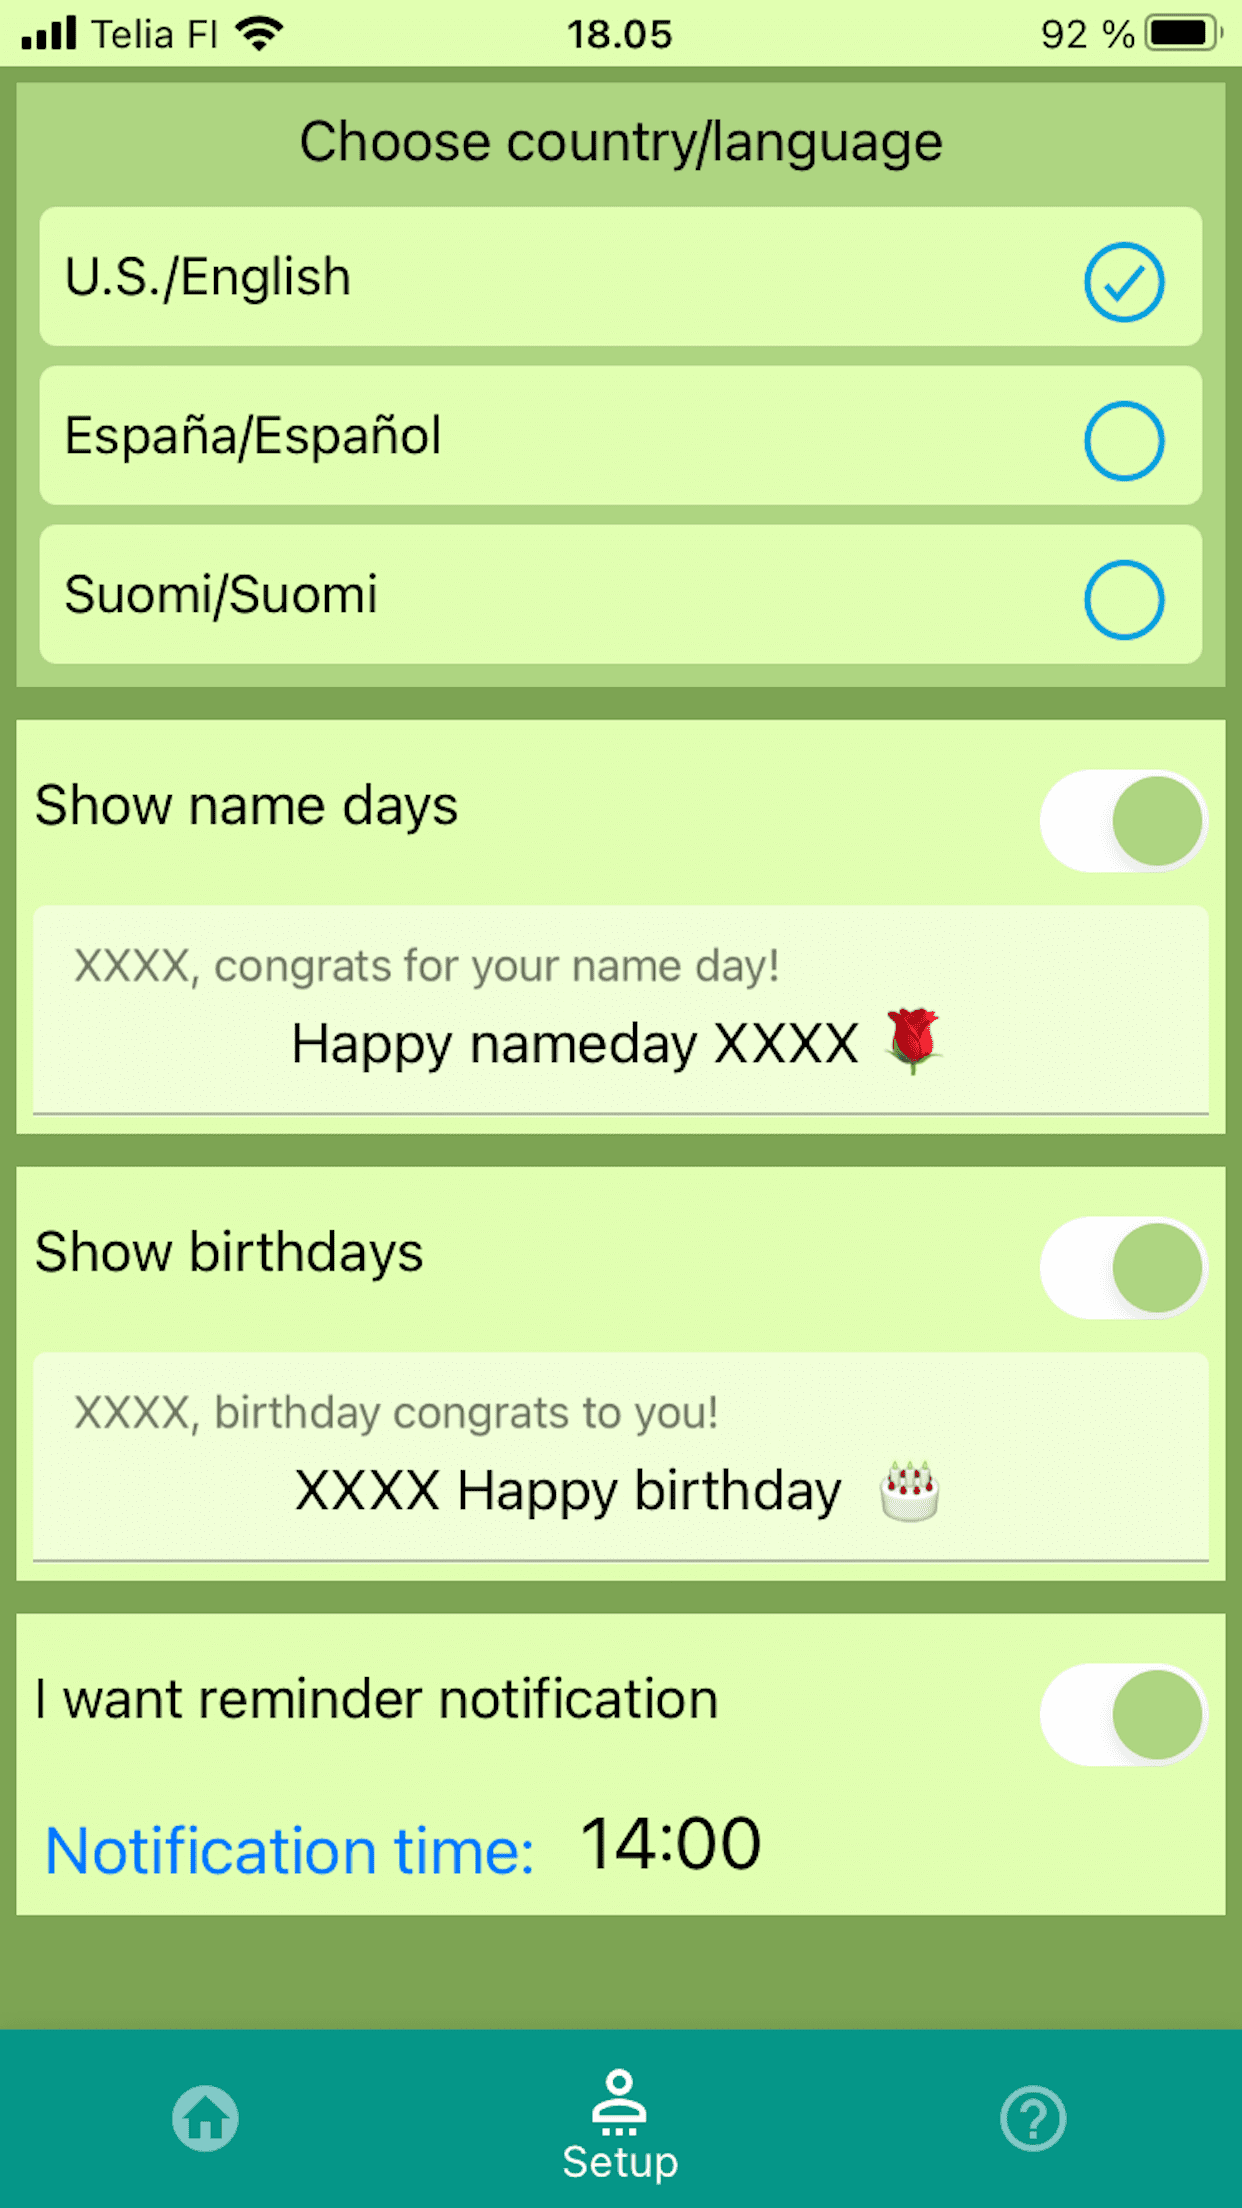 Telia FI 18.05 92 %
Choose country/language
U.S./English
España/Español
Suomi/Suomi
Show name days
XXXX, congrats for your name day!
Happy nameday XXXX 🌹
Show birthdays
XXXX, birthday congrats to you!
XXXX Happy birthday 🎂
I want reminder notification
Notification time: 14:00
Setup